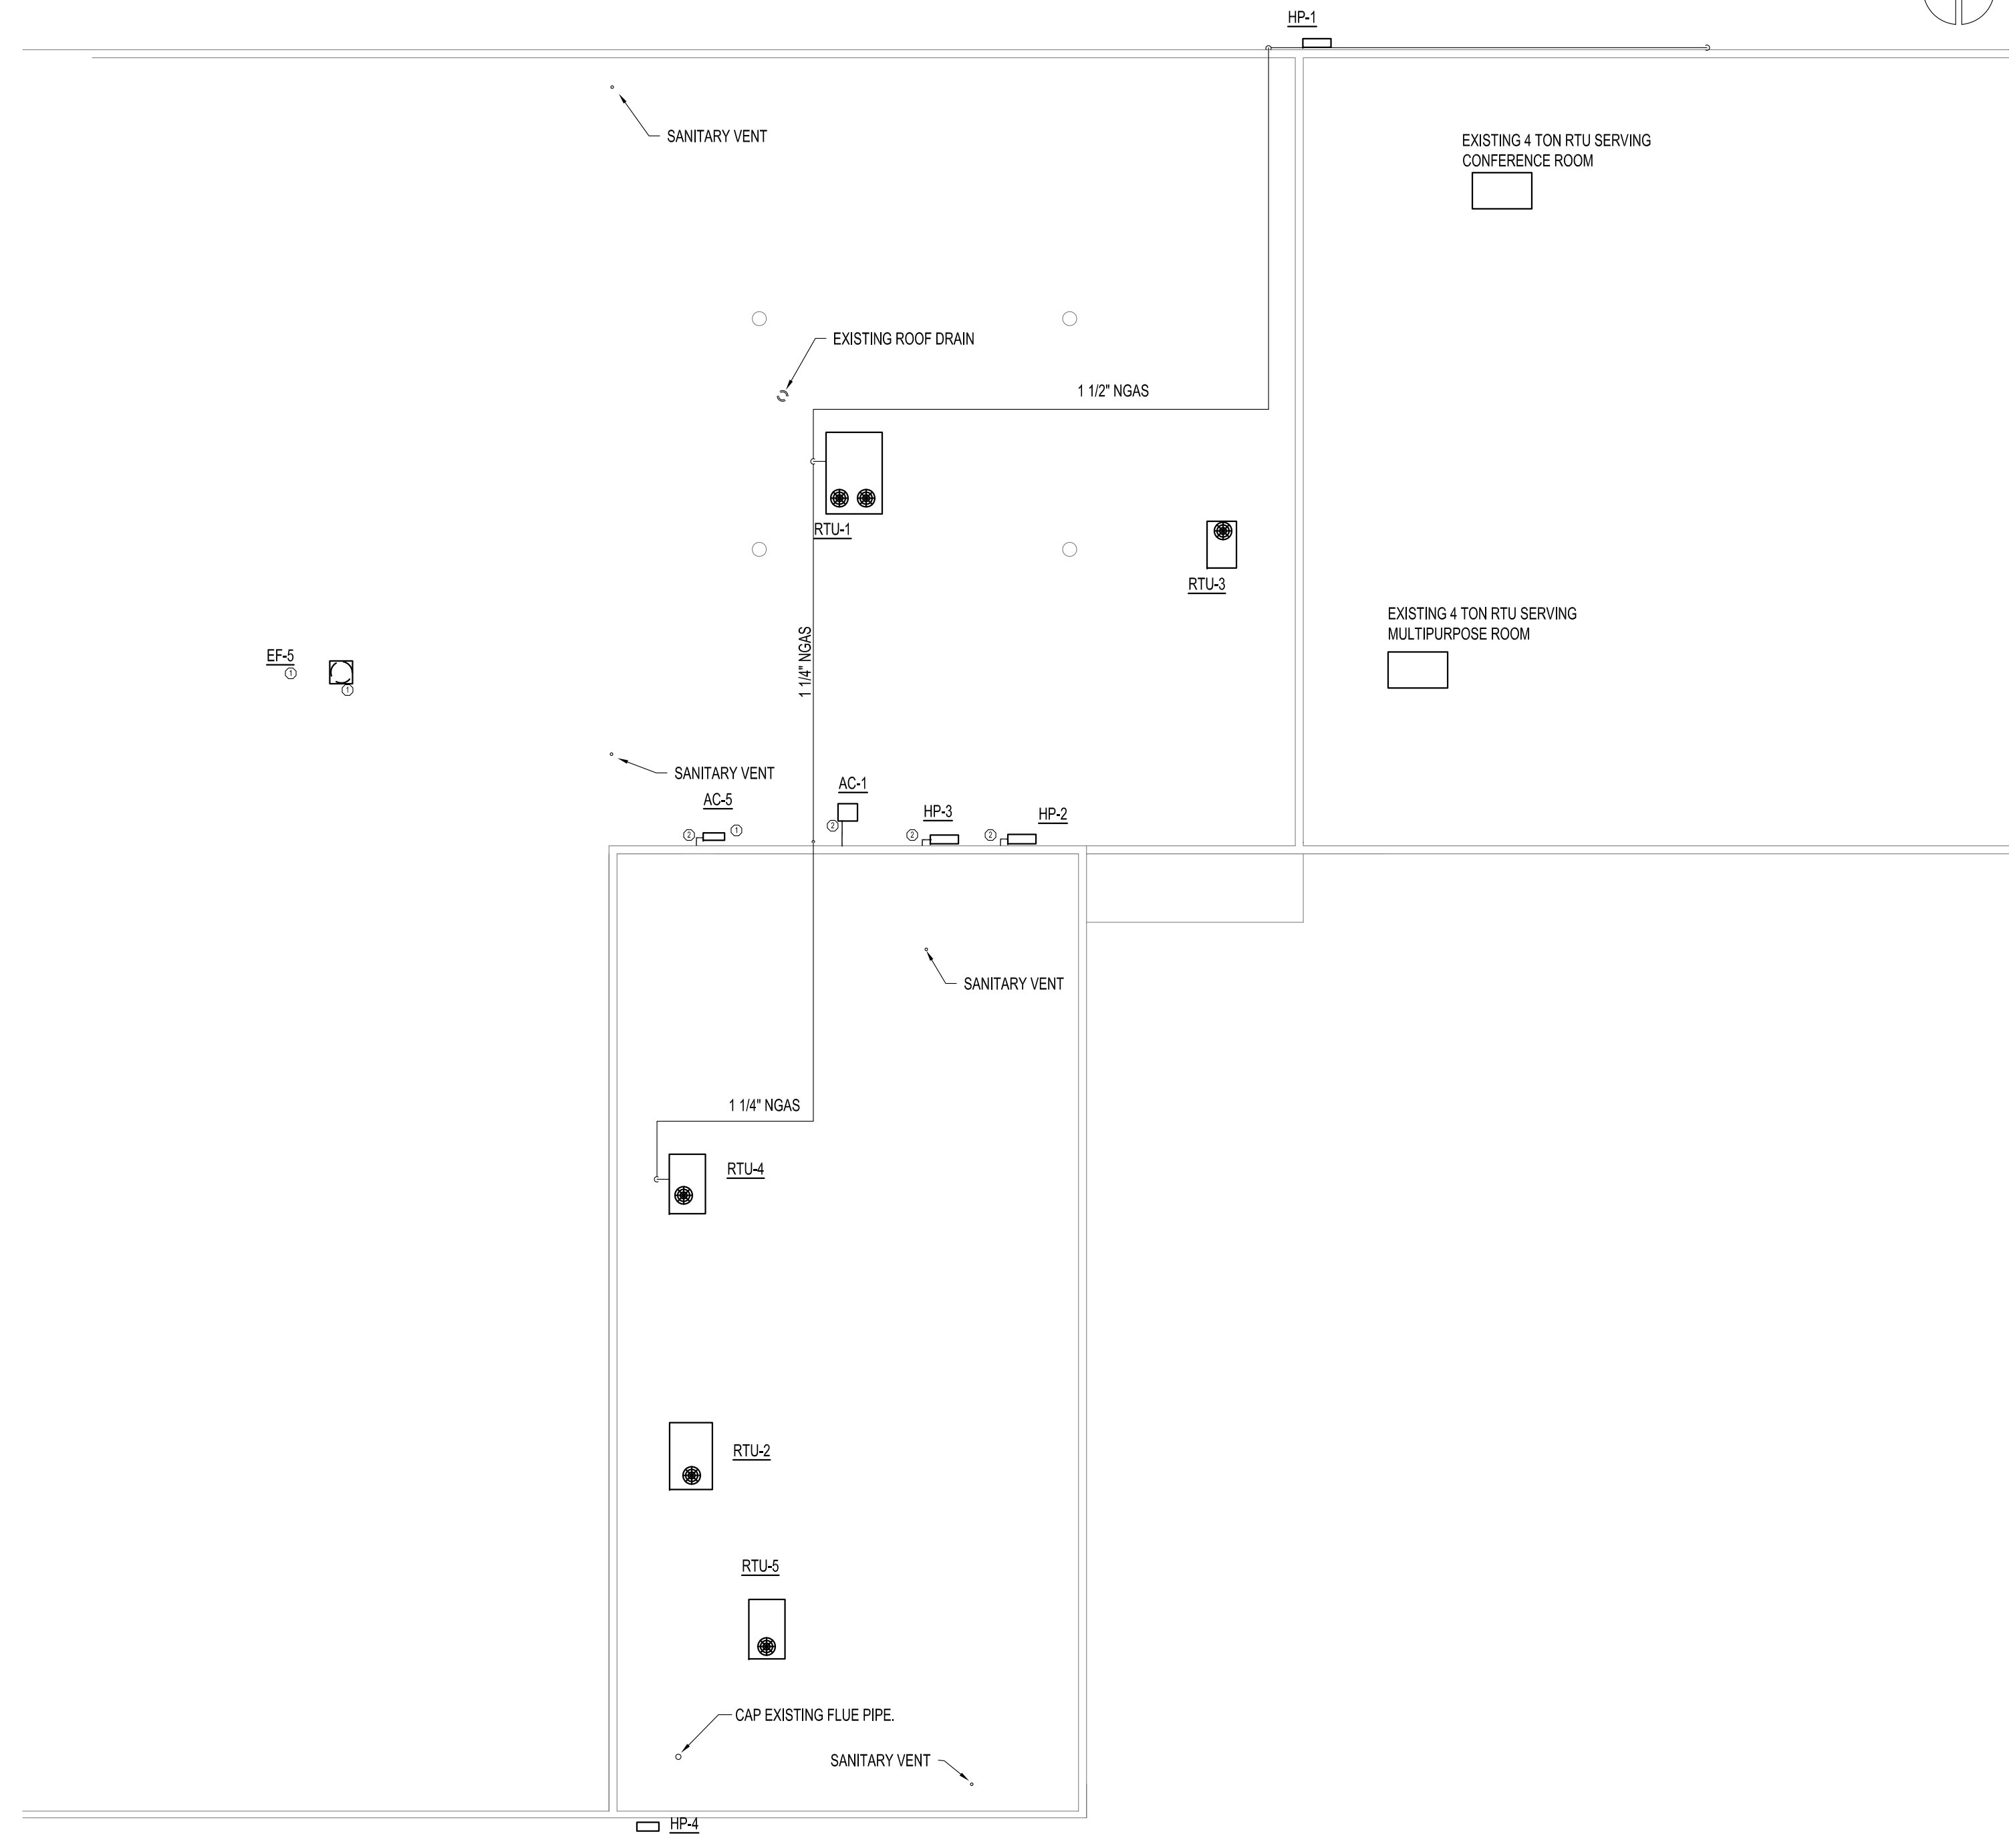 HP-1
SANITARY VENT
EXISTING 4 TON RTU SERVING
CONFERENCE ROOM
EXISTING ROOF DRAIN
1 1/2" NGAS
RTU-1
RTU-3
EXISTING 4 TON RTU SERVING
MULTIPURPOSE ROOM
1 1/4" NGAS
EF-5
1
1
SANITARY VENT
AC-5
2
1
AC-1
2
HP-3
2
HP-2
2
SANITARY VENT
1 1/4" NGAS
RTU-4
RTU-2
RTU-5
CAP EXISTING FLUE PIPE.
SANITARY VENT
HP-4